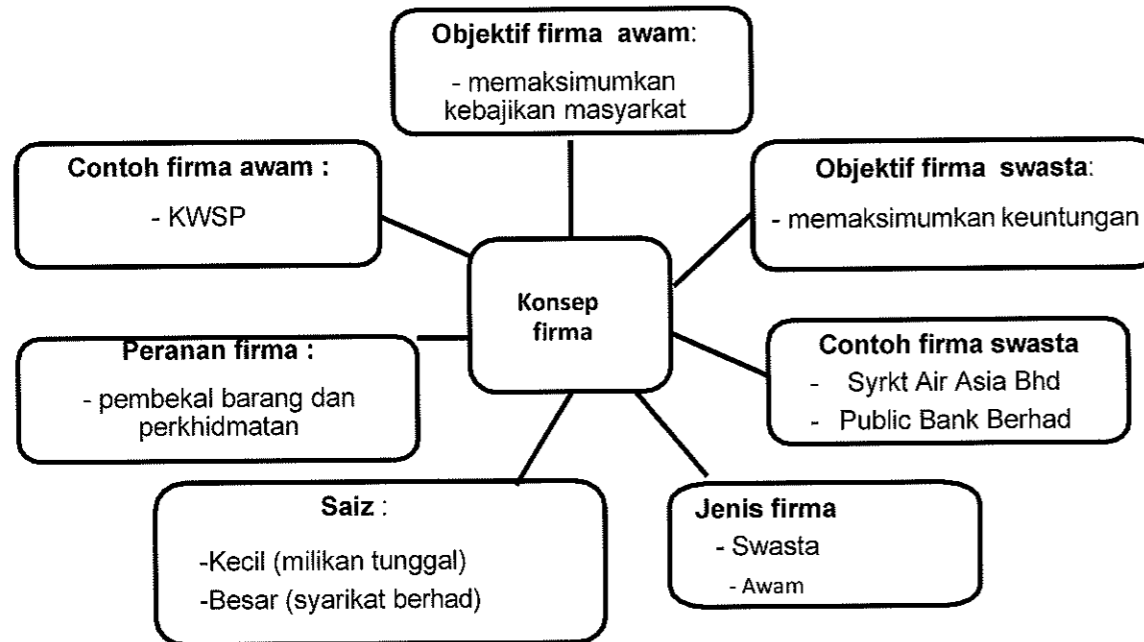 Objektif firma awam:
- memaksimumkan
kebajikan masyarkat
Contoh firma awam :
- KWSP
Objektif firma swasta:
- memaksimumkan keuntungan
Konsep
firma
Peranan firma :
- pembekal barang dan
perkhidmatan
Contoh firma swasta
- Syrkt Air Asia Bhd
- Public Bank Berhad
Saiz :
-Kecil (milikan tunggal)
-Besar (syarikat berhad)
Jenis firma
- Swasta
- Awam